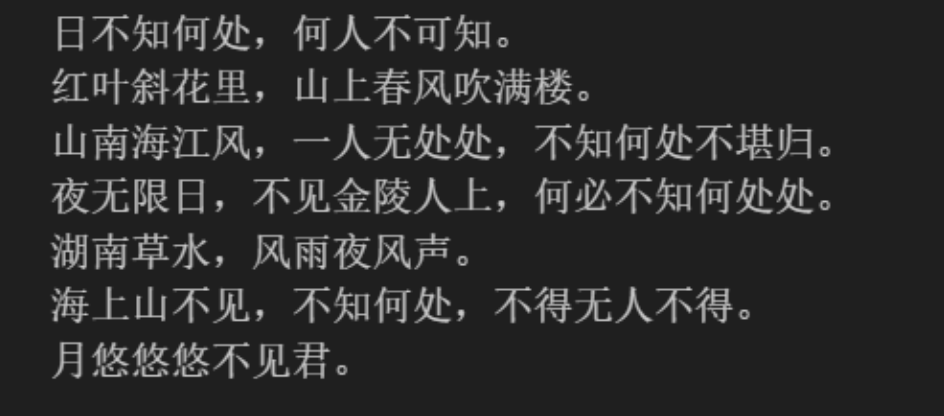 日不知何处，何人不可知。
红叶斜花里，山上春风吹满楼。
山南海江风，一人无处处，不知何处不堪归。
夜无限日，不见金陵人上，何必不知何处处。
湖南草水，风雨夜风声。
海上山不见，不知何处，不得无人不得。
月悠悠悠不见君。